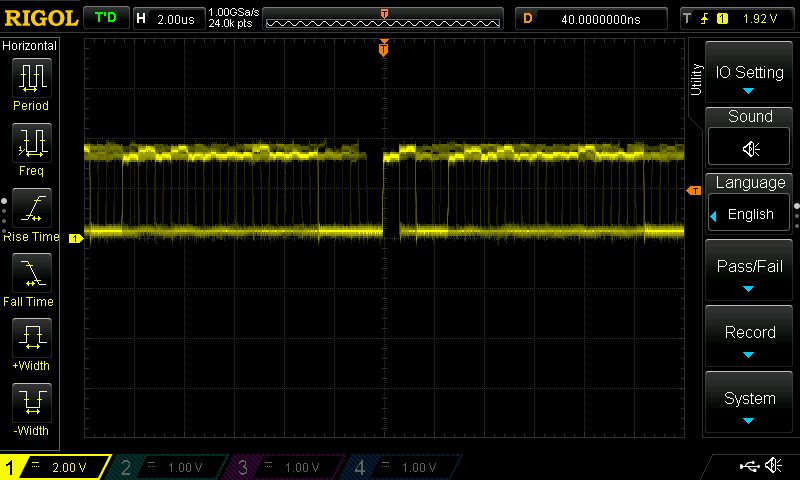 RIGOL T'D H 2.00us 1.00GSa/s 24.0k pts T D 40.0000000ns T 1 1.92 V
Horizontal
Period
Freq
Rise Time
Fall Time
+Width
-Width
T
1
T
Utility
IO Setting
Sound
Language
English
Pass/Fail
Record
System
1 2.00 V 2 1.00 V 3 1.00 V 4 1.00 V